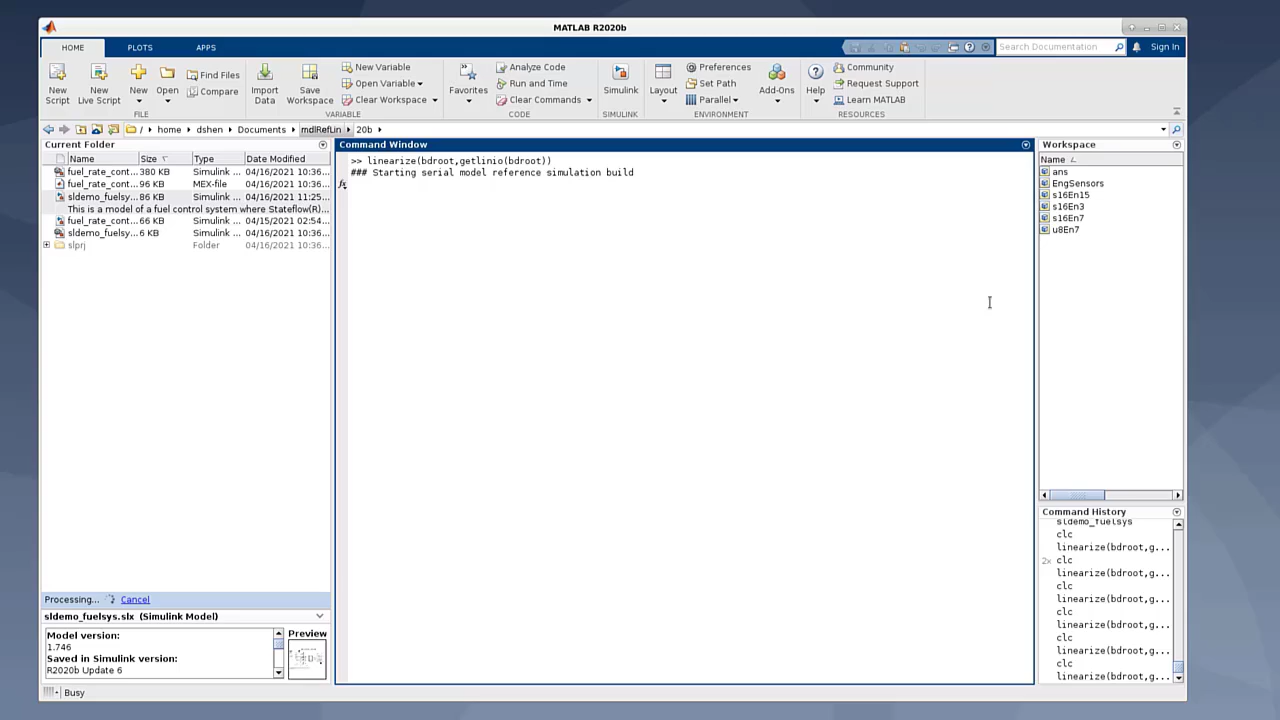 MATLAB R2020b
HOME
PLOTS
APPS
Search Documentation
Sign In
New Script
New Live Script
New
Open
Find Files
Compare
FILE
Import Data
Save Workspace
New Variable
Open Variable
Clear Workspace
VARIABLE
Favorites
Analyze Code
Run and Time
Clear Commands
CODE
Simulink
SIMULINK
Layout
Preferences
Set Path
Parallel
Add-Ons
ENVIRONMENT
Help
Community
Request Support
Learn MATLAB
RESOURCES
/ home dshen Documents mdlRefLin 20b
Current Folder
Name Size Type Date Modified
fuel_rate_cont... 380 KB Simulink ... 04/16/2021 10:36...
fuel_rate_cont... 96 KB MEX-file 04/16/2021 10:36...
sldemo_fuelsy... 86 KB Simulink ... 04/16/2021 11:25...
This is a model of a fuel control system where Stateflow(R)...
fuel_rate_cont... 66 KB Simulink ... 04/15/2021 02:54...
sldemo_fuelsy... 6 KB Simulink ... 04/16/2021 10:36...
slprj Folder 04/16/2021 10:36...
Processing... Cancel
sldemo_fuelsys.slx (Simulink Model)
Model version:
1.746
Saved in Simulink version:
R2020b Update 6
Preview
Busy
Command Window
>> linearize(bdroot,getlinio(bdroot))
### Starting serial model reference simulation build
fx
Workspace
Name
ans
EngSensors
s16En15
s16En3
s16En7
u8En7
Command History
sldemo_fuelsys
clc
linearize(bdroot,g...
2x clc
linearize(bdroot,g...
clc
linearize(bdroot,g...
clc
linearize(bdroot,g...
clc
linearize(bdroot,g...
clc
linearize(bdroot,g...